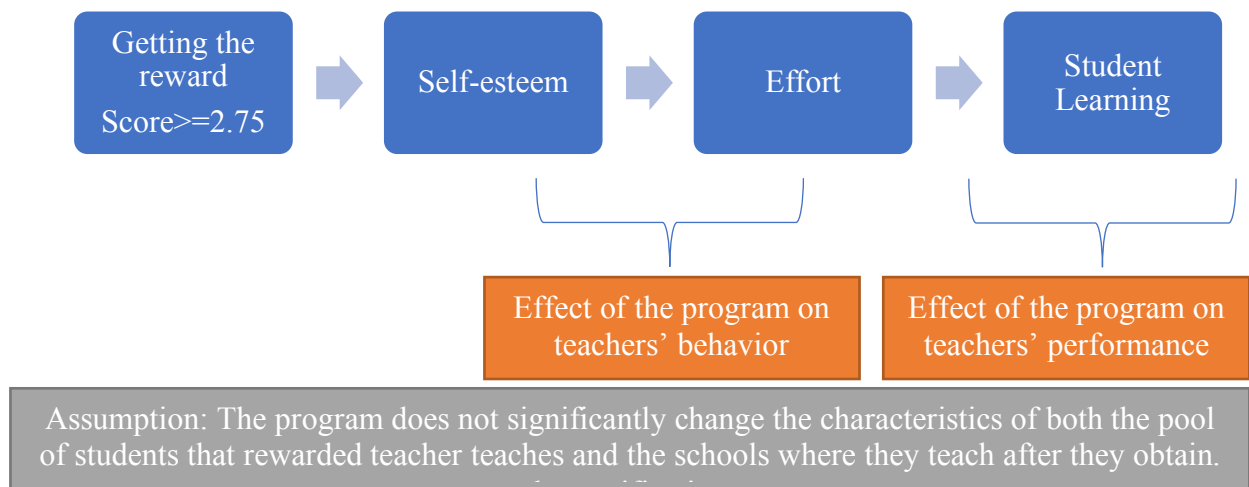 Getting the
reward
Score>=2.75
Self-esteem
Effort
Student
Learning
Effect of the program on
teachers’ behavior
Effect of the program on
teachers’ performance
Assumption: The program does not significantly change the characteristics of both the pool
of students that rewarded teacher teaches and the schools where they teach after they obtain.